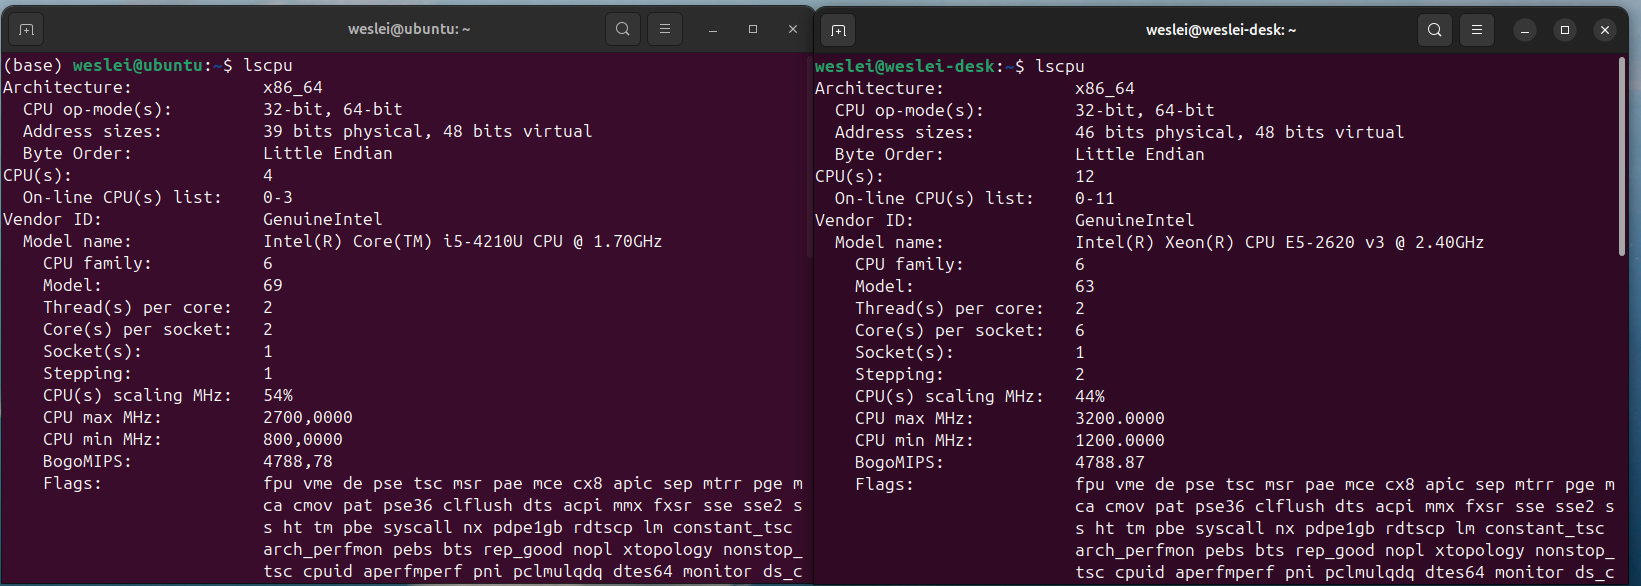 weslei@ubuntu: ~
(base) weslei@ubuntu:~$ lscpu
Architecture: x86_64
CPU op-mode(s): 32-bit, 64-bit
Address sizes: 39 bits physical, 48 bits virtual
Byte Order: Little Endian
CPU(s): 4
On-line CPU(s) list: 0-3
Vendor ID: GenuineIntel
Model name: Intel(R) Core(TM) i5-4210U CPU @ 1.70GHz
CPU family: 6
Model: 69
Thread(s) per core: 2
Core(s) per socket: 2
Socket(s): 1
Stepping: 1
CPU(s) scaling MHz: 54%
CPU max MHz: 2700,0000
CPU min MHz: 800,0000
BogoMIPS: 4788,78
Flags: fpu vme de pse tsc msr pae mce cx8 apic sep mtrr pge m
ca cmov pat pse36 clflush dts acpi mmx fxsr sse sse2 s
s ht tm pbe syscall nx pdpe1gb rdtscp lm constant_tsc
arch_perfmon pebs bts rep_good nopl xtopology nonstop_
tsc cpuid aperfmperf pni pclmulqdq dtes64 monitor ds_c
weslei@weslei-desk: ~
weslei@weslei-desk:~$ lscpu
Architecture: x86_64
CPU op-mode(s): 32-bit, 64-bit
Address sizes: 46 bits physical, 48 bits virtual
Byte Order: Little Endian
CPU(s): 12
On-line CPU(s) list: 0-11
Vendor ID: GenuineIntel
Model name: Intel(R) Xeon(R) CPU E5-2620 v3 @ 2.40GHz
CPU family: 6
Model: 63
Thread(s) per core: 2
Core(s) per socket: 6
Socket(s): 1
Stepping: 2
CPU(s) scaling MHz: 44%
CPU max MHz: 3200.0000
CPU min MHz: 1200.0000
BogoMIPS: 4788.87
Flags: fpu vme de pse tsc msr pae mce cx8 apic sep mtrr pge m
ca cmov pat pse36 clflush dts acpi mmx fxsr sse sse2 s
s ht tm pbe syscall nx pdpe1gb rdtscp lm constant_tsc
arch_perfmon pebs bts rep_good nopl xtopology nonstop_
tsc cpuid aperfmperf pni pclmulqdq dtes64 monitor ds_c